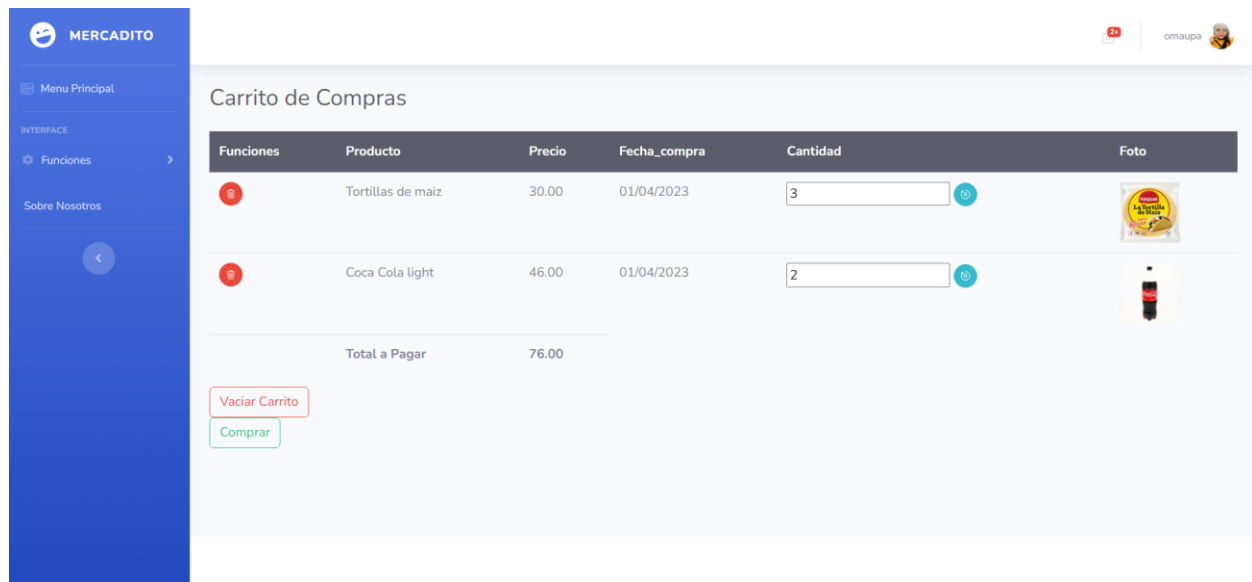 MERCADITO
2+
omaupa
Menu Principal
INTERFACE
Funciones
Sobre Nosotros
Carrito de Compras
Funciones Producto Precio Fecha_compra Cantidad Foto
Tortillas de maiz 30.00 01/04/2023 3
La Tortilla
de Maíz
Coca Cola light 46.00 01/04/2023 2
Total a Pagar 76.00
Vaciar Carrito
Comprar